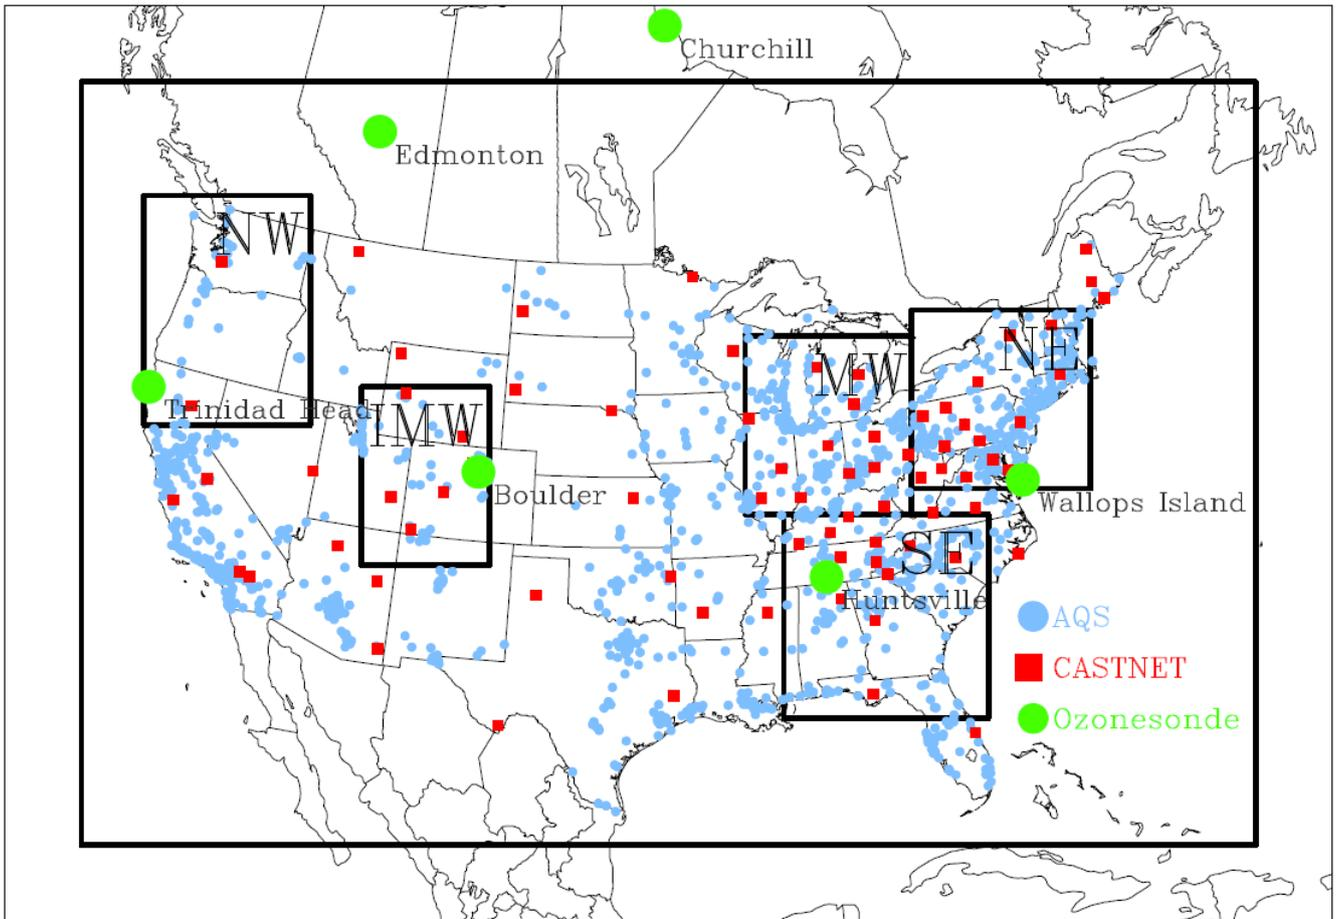 Churchill
Edmonton
NW
NE
MW
Trinidad Head
IMW
Boulder
Wallops Island
SE
Huntsville
AQS
CASTNET
Ozonesonde